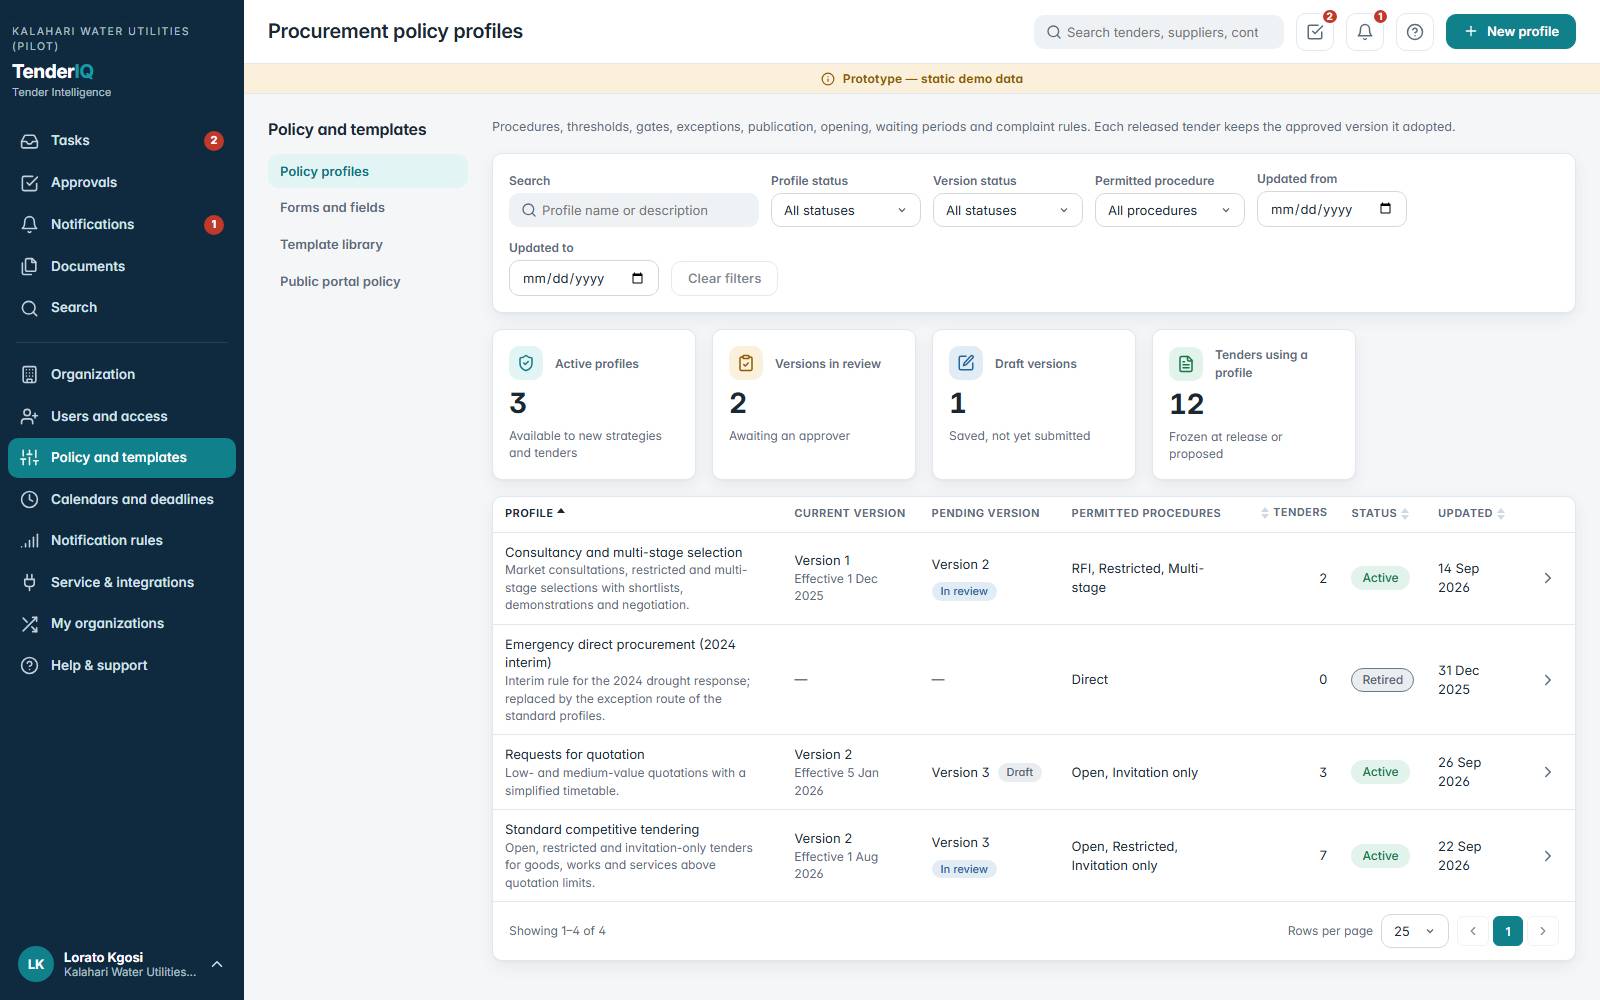 KALAHARI WATER UTILITIES
(PILOT)
TenderIQ
Tender Intelligence
Tasks 2
Approvals
Notifications 1
Documents
Search
Organization
Users and access
Policy and templates
Calendars and deadlines
Notification rules
Service & integrations
My organizations
Help & support
LK
Lorato Kgosi
Kalahari Water Utilities...
Procurement policy profiles
Search tenders, suppliers, cont
2
1
New profile
Prototype — static demo data
Policy and templates
Policy profiles
Forms and fields
Template library
Public portal policy
Procedures, thresholds, gates, exceptions, publication, opening, waiting periods and complaint rules. Each released tender keeps the approved version it adopted.
Search
Profile name or description
Profile status
All statuses
Version status
All statuses
Permitted procedure
All procedures
Updated from
mm/dd/yyyy
Updated to
mm/dd/yyyy
Clear filters
Active profiles
3
Available to new strategies
and tenders
Versions in review
2
Awaiting an approver
Draft versions
1
Saved, not yet submitted
Tenders using a
profile
12
Frozen at release or
proposed
PROFILE CURRENT VERSION PENDING VERSION PERMITTED PROCEDURES TENDERS STATUS UPDATED
Consultancy and multi-stage selection
Market consultations, restricted and multi-
stage selections with shortlists,
demonstrations and negotiation.
Version 1
Effective 1 Dec
2025
Version 2
In review
RFI, Restricted, Multi-
stage
2
Active
14 Sep
2026
Emergency direct procurement (2024
interim)
Interim rule for the 2024 drought response;
replaced by the exception route of the
standard profiles.
—
—
Direct
0
Retired
31 Dec
2025
Requests for quotation
Low- and medium-value quotations with a
simplified timetable.
Version 2
Effective 5 Jan
2026
Version 3 Draft
Open, Invitation only
3
Active
26 Sep
2026
Standard competitive tendering
Open, restricted and invitation-only tenders
for goods, works and services above
quotation limits.
Version 2
Effective 1 Aug
2026
Version 3
In review
Open, Restricted,
Invitation only
7
Active
22 Sep
2026
Showing 1–4 of 4
Rows per page 25
1